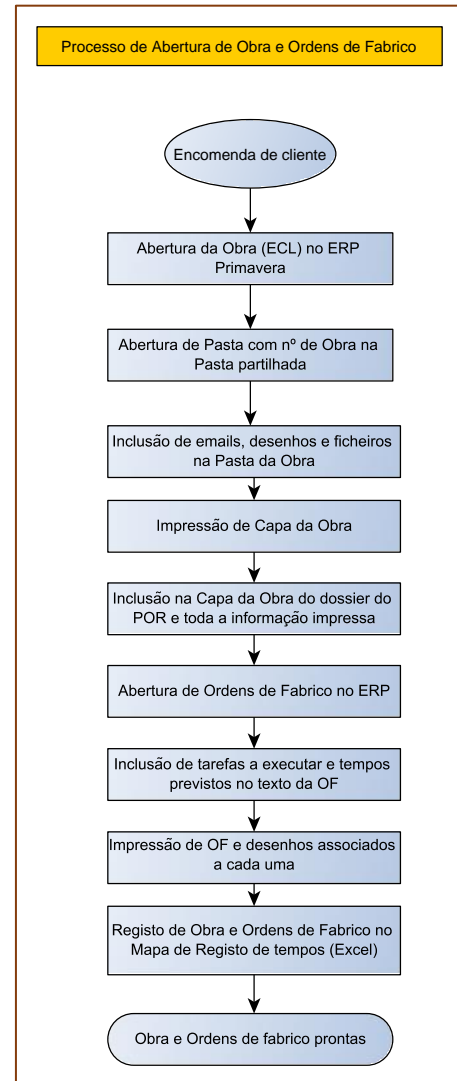 Processo de Abertura de Obra e Ordens de Fabrico
Encomenda de cliente
Abertura da Obra (ECL) no ERP
Primavera
Abertura de Pasta com nº de Obra na
Pasta partilhada
Inclusão de emails, desenhos e ficheiros
na Pasta da Obra
Impressão de Capa da Obra
Inclusão na Capa da Obra do dossier do
POR e toda a informação impressa
Abertura de Ordens de Fabrico no ERP
Inclusão de tarefas a executar e tempos
previstos no texto da OF
Impressão de OF e desenhos associados
a cada uma
Registo de Obra e Ordens de Fabrico no
Mapa de Registo de tempos (Excel)
Obra e Ordens de fabrico prontas